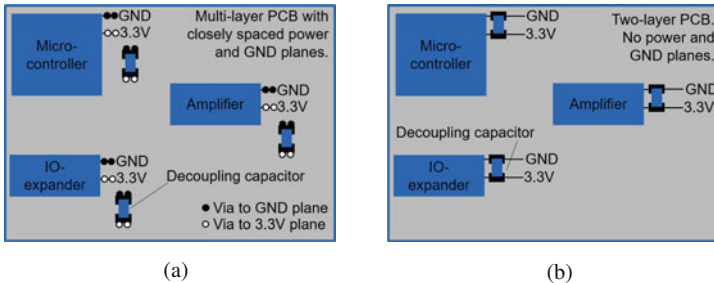 GND
3.3V
Micro-
controller
Multi-layer PCB with
closely spaced power
and GND planes.
GND
3.3V
Amplifier
GND
3.3V
IO-
expander
Decoupling capacitor
Via to GND plane
Via to 3.3V plane
(a)
GND
3.3V
Micro-
controller
Two-layer PCB.
No power and
GND planes.
GND
3.3V
Amplifier
Decoupling
capacitor
GND
3.3V
IO-
expander
(b)